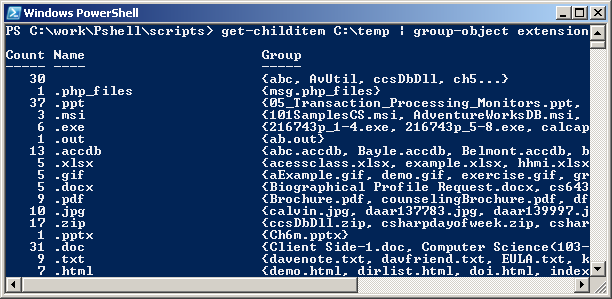 Windows PowerShell
PS C:\work\Pshell\scripts> get-childitem C:\temp | group-object extension
Count Name Group
----- ---- -----
30 {abc, AvUtil, ccsDbDll, ch5...}
1 .php_files {msg.php_files}
37 .ppt {05_Transaction_Processing_Monitors.ppt,
3 .msi {101SamplesCS.msi, AdventureWorksDB.msi,
6 .exe {216743p_1-4.exe, 216743p_5-8.exe, calcap
1 .out {ab.out}
13 .accdb {abc.accdb, Bayle.accdb, Belmont.accdb, b
5 .xlsx {acessclass.xlsx, example.xlsx, hhmi.xlsx
5 .gif {aExample.gif, demo.gif, exercise.gif, gr
5 .docx {Biographical Profile Request.docx, cs643
9 .pdf {Brochure.pdf, counselingBrochure.pdf, df
10 .jpg {calvin.jpg, daar137783.jpg, daar139997.j
17 .zip {ccsDbDll.zip, csharpdayofweek.zip, cshar
1 .pptx {Ch6m.pptx}
31 .doc {Client Side-1.doc, Computer Science{103-
9 .txt {davenote.txt, davfriend.txt, EULA.txt, k
7 .html {demo.html, dirlist.html, doi.html, index